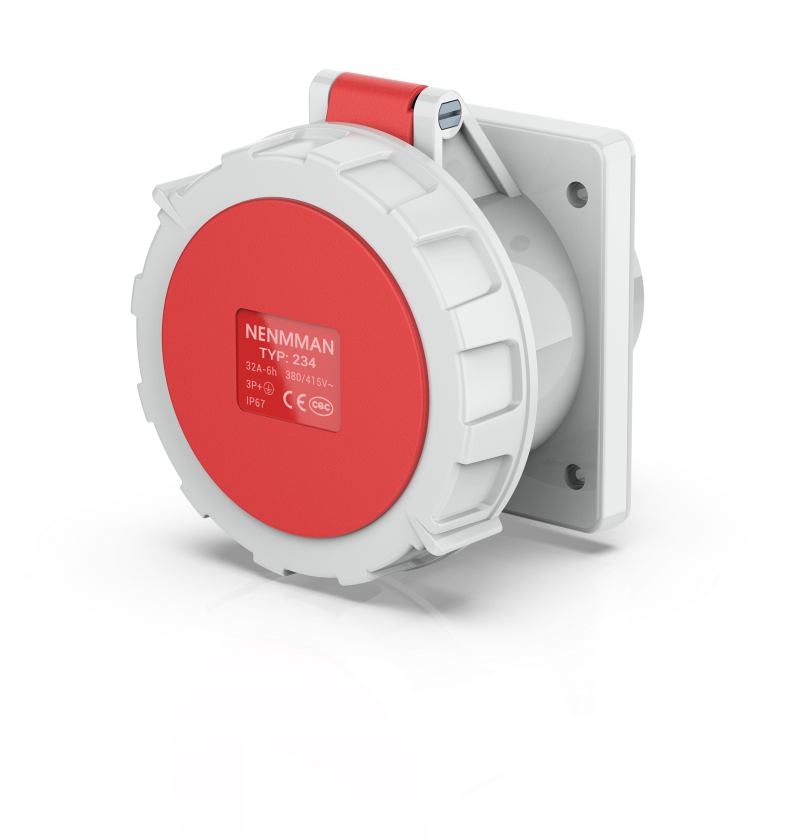 NENMMAN
TYP: 234
32A-6h 380/415V~
3P+⏚
IP67 CE CQC